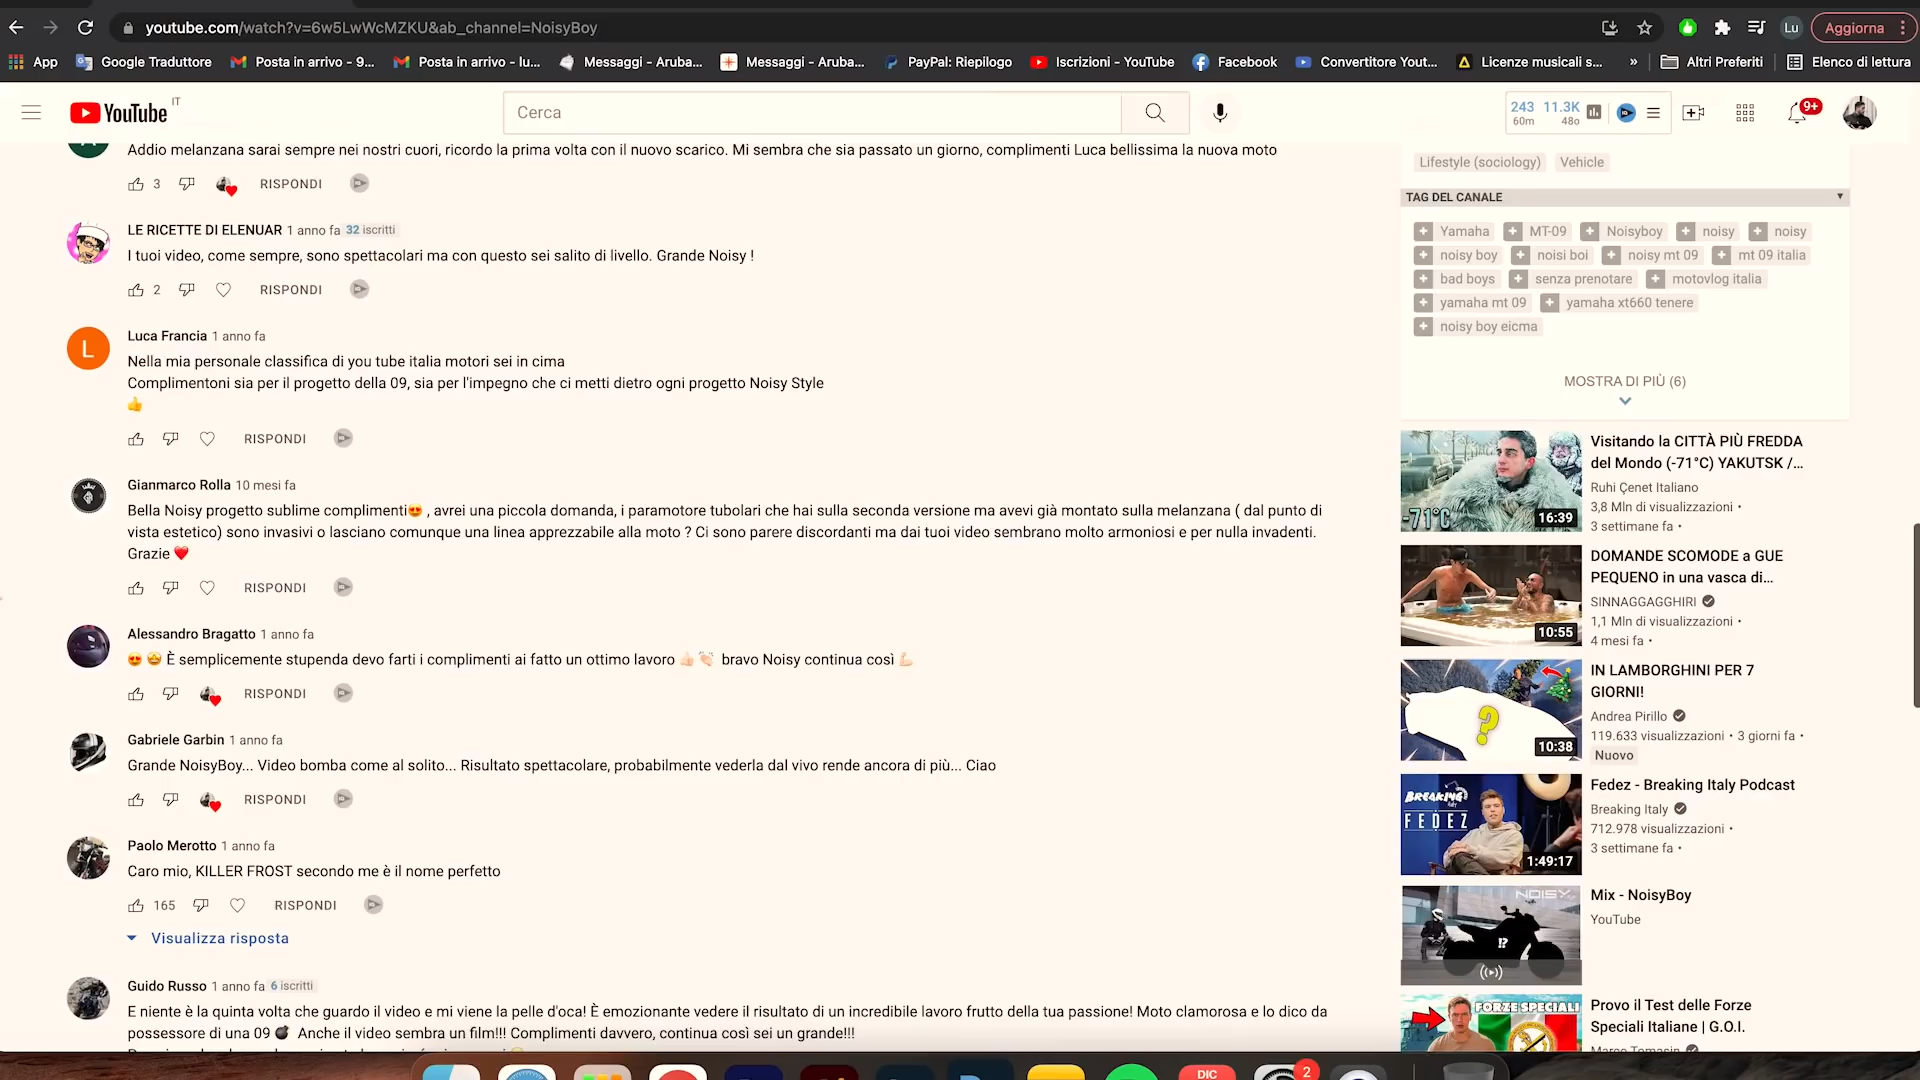 youtube.com/watch?v=6w5LwWcMZKU&ab_channel=NoisyBoy
Lu
Aggiorna
App
Google Traduttore
Posta in arrivo - 9...
Posta in arrivo - lu...
Messaggi - Aruba...
Messaggi - Aruba...
PayPal: Riepilogo
Iscrizioni - YouTube
Facebook
Convertitore Yout...
Licenze musicali s...
»
Altri Preferiti
Elenco di lettura
YouTube IT
Cerca
243 11.3K
60m 48o
9+
Addio melanzana sarai sempre nei nostri cuori, ricordo la prima volta con il nuovo scarico. Mi sembra che sia passato un giorno, complimenti Luca bellissima la nuova moto
3 RISPONDI
LE RICETTE DI ELENUAR 1 anno fa 32 iscritti
I tuoi video, come sempre, sono spettacolari ma con questo sei salito di livello. Grande Noisy !
2 RISPONDI
L
Luca Francia 1 anno fa
Nella mia personale classifica di you tube italia motori sei in cima
Complimentoni sia per il progetto della 09, sia per l'impegno che ci metti dietro ogni progetto Noisy Style
👍
RISPONDI
Gianmarco Rolla 10 mesi fa
Bella Noisy progetto sublime complimenti😍 , avrei una piccola domanda, i paramotore tubolari che hai sulla seconda versione ma avevi già montato sulla melanzana ( dal punto di
vista estetico) sono invasivi o lasciano comunque una linea apprezzabile alla moto ? Ci sono parere discordanti ma dai tuoi video sembrano molto armoniosi e per nulla invadenti.
Grazie ❤️
RISPONDI
Alessandro Bragatto 1 anno fa
😍 🤩 È semplicemente stupenda devo farti i complimenti ai fatto un ottimo lavoro 👍🏻 👏🏻 bravo Noisy continua così 💪🏻
RISPONDI
Gabriele Garbin 1 anno fa
Grande NoisyBoy... Video bomba come al solito... Risultato spettacolare, probabilmente vederla dal vivo rende ancora di più... Ciao
RISPONDI
Paolo Merotto 1 anno fa
Caro mio, KILLER FROST secondo me è il nome perfetto
165 RISPONDI
Visualizza risposta
Guido Russo 1 anno fa 6 iscritti
E niente è la quinta volta che guardo il video e mi viene la pelle d'oca! È emozionante vedere il risultato di un incredibile lavoro frutto della tua passione! Moto clamorosa e lo dico da
possessore di una 09 💣 Anche il video sembra un film!!! Complimenti davvero, continua così sei un grande!!!
Lifestyle (sociology) Vehicle
TAG DEL CANALE
+ Yamaha + MT-09 + Noisyboy + noisy + noisy
+ noisy boy + noisi boi + noisy mt 09 + mt 09 italia
+ bad boys + senza prenotare + motovlog italia
+ yamaha mt 09 + yamaha xt660 tenere
+ noisy boy eicma
MOSTRA DI PIÙ (6)
-71°C
16:39
Visitando la CITTÀ PIÙ FREDDA
del Mondo (-71°C) YAKUTSK /...
Ruhi Çenet Italiano
3,8 Mln di visualizzazioni •
3 settimane fa •
10:55
DOMANDE SCOMODE a GUE
PEQUENO in una vasca di...
SINNAGGAGGHIRI
1,1 Mln di visualizzazioni •
4 mesi fa •
?
10:38
IN LAMBORGHINI PER 7
GIORNI!
Andrea Pirillo
119.633 visualizzazioni • 3 giorni fa •
Nuovo
BREAKING
ITALY
FEDEZ
1:49:17
Fedez - Breaking Italy Podcast
Breaking Italy
712.978 visualizzazioni •
3 settimane fa •
NOISY
!?
Mix - NoisyBoy
YouTube
FORZE SPECIALI
Provo il Test delle Forze
Speciali Italiane | G.O.I.
Marco Tomasin
DIC
2